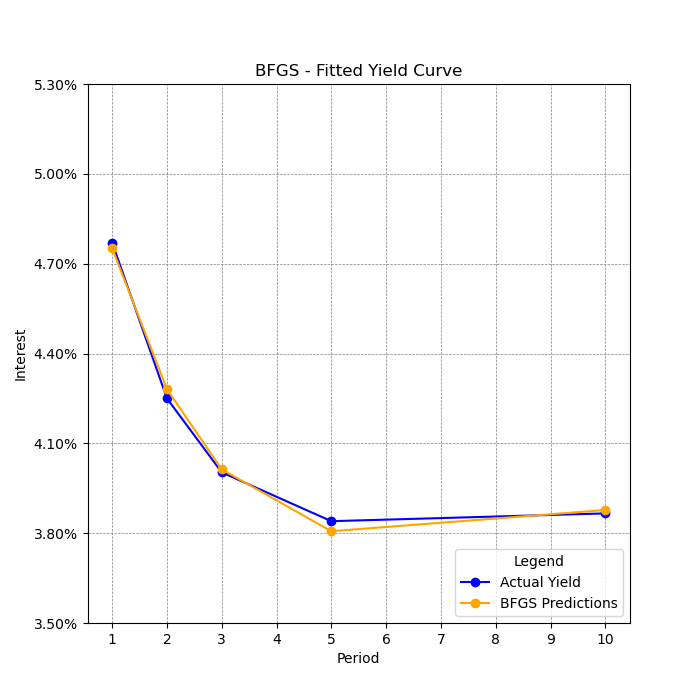 BFGS - Fitted Yield Curve
5.30%
5.00%
4.70%
4.40%
4.10%
3.80%
3.50%
Interest
Legend
Actual Yield
BFGS Predictions
1 2 3 4 5 6 7 8 9 10
Period